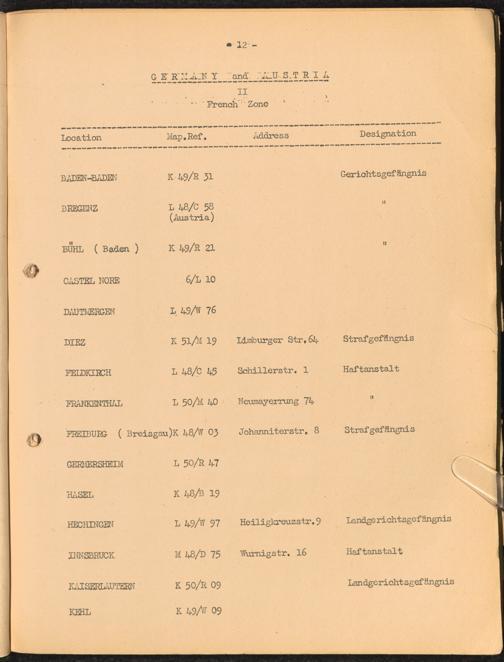 - 12 -
GERMANY and AUSTRIA
II
French Zone
Location Map.Ref. Address Designation
BADEN-BADEN K 49/R 31 Gerichtsgefängnis
BREGENZ L 48/C 58 "
(Austria)
BÜHL ( Baden ) K 49/R 21 "
CASTEL NORE 6/L 10
DAUTMERGEN L 49/W 76
DIEZ K 51/M 19 Limburger Str.64 Strafgefängnis
FELDKIRCH L 48/C 45 Schillerstr. 1 Haftanstalt
FRANKENTHAL L 50/M 40 Neumayerrung 74 "
FREIBURG ( Breisgau)K 48/W 03 Johanniterstr. 8 Strafgefängnis
GERMERSHEIM L 50/R 47
HASEL K 48/B 19
HECHINGEN L 49/W 97 Heiligkreuzstr.9 Landgerichtsgefängnis
INNSBRUCK M 48/D 75 Wurnigstr. 16 Haftanstalt
KAISERLAUTERN K 50/R 09 Landgerichtsgefängnis
KEHL K 49/W 09